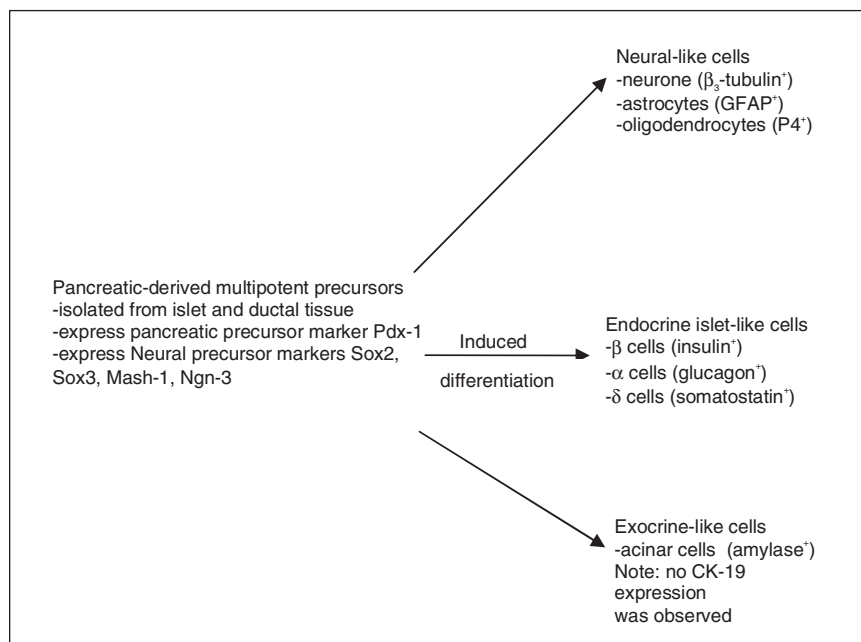 Neural-like cells
-neurone (β₃-tubulin⁺)
-astrocytes (GFAP⁺)
-oligodendrocytes (P4⁺)
Pancreatic-derived multipotent precursors
-isolated from islet and ductal tissue
-express pancreatic precursor marker Pdx-1
-express Neural precursor markers Sox2,
Sox3, Mash-1, Ngn-3
Induced
differentiation
Endocrine islet-like cells
-β cells (insulin⁺)
-α cells (glucagon⁺)
-δ cells (somatostatin⁺)
Exocrine-like cells
-acinar cells (amylase⁺)
Note: no CK-19
expression
was observed